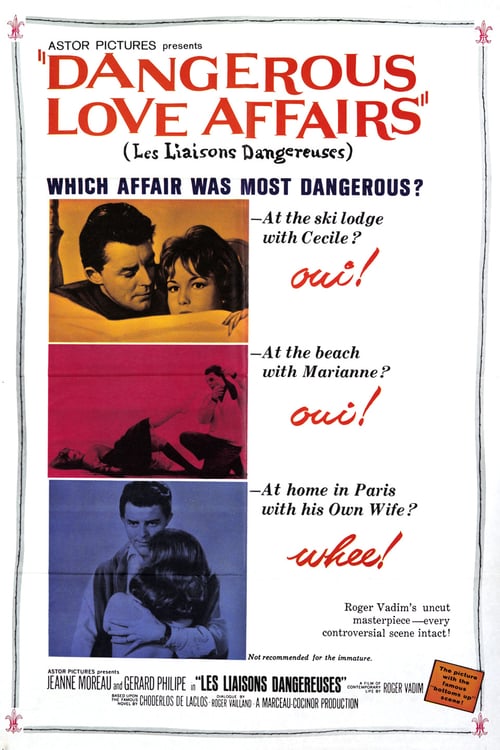 ASTOR PICTURES presents
"DANGEROUS
LOVE AFFAIRS"
(Les Liaisons Dangereuses)
WHICH AFFAIR WAS MOST DANGEROUS?
—At the ski lodge
with Cecile?
oui!
—At the beach
with Marianne?
oui!
—At home in Paris
with his Own Wife?
whee!
Roger Vadim's uncut
masterpiece—every
controversial scene intact!
Not recommended for the immature.
ASTOR PICTURES presents
JEANNE MOREAU and GERARD PHILIPE in "LES LIAISONS DANGEREUSES" A FILM OF CONTEMPORARY LIFE BY ROGER VADIM
BASED UPON THE FAMOUS NOVEL BY CHODERLOS DE LACLOS · DIALOGUE BY ROGER VAILLAND · A MARCEAU-COCINOR PRODUCTION
The picture
with the
famous
"bottoms
up"
scene!